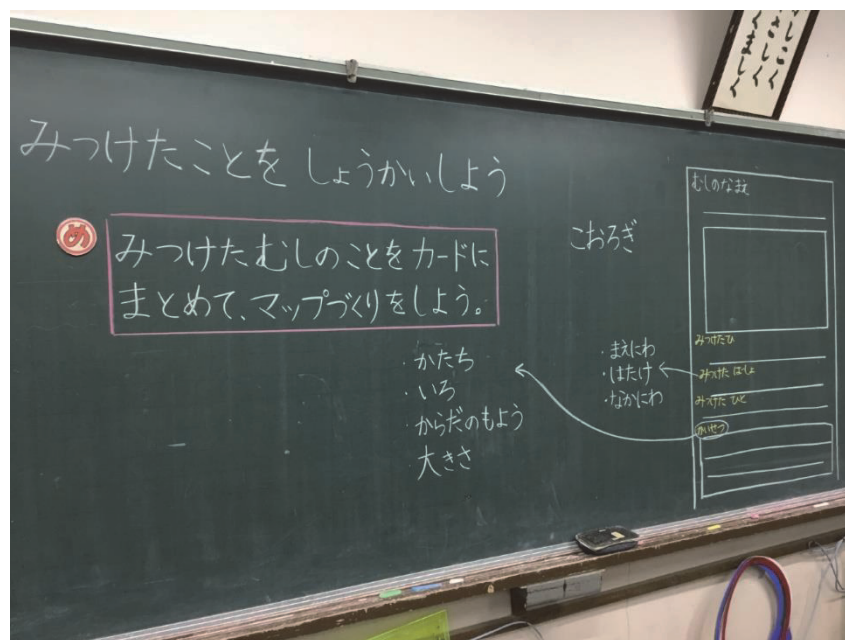 みつけたことを しょうかいしよう
め
みつけたむしのことをカードに
まとめて、マップづくりをしよう。
・かたち
・いろ
・からだのもよう
大きさ
こおろぎ
・まえにわ
・はたけ
・なかにわ
むしのなまえ
みつけたひ
みつけた ばしょ
みつけた ひと
かいせつ